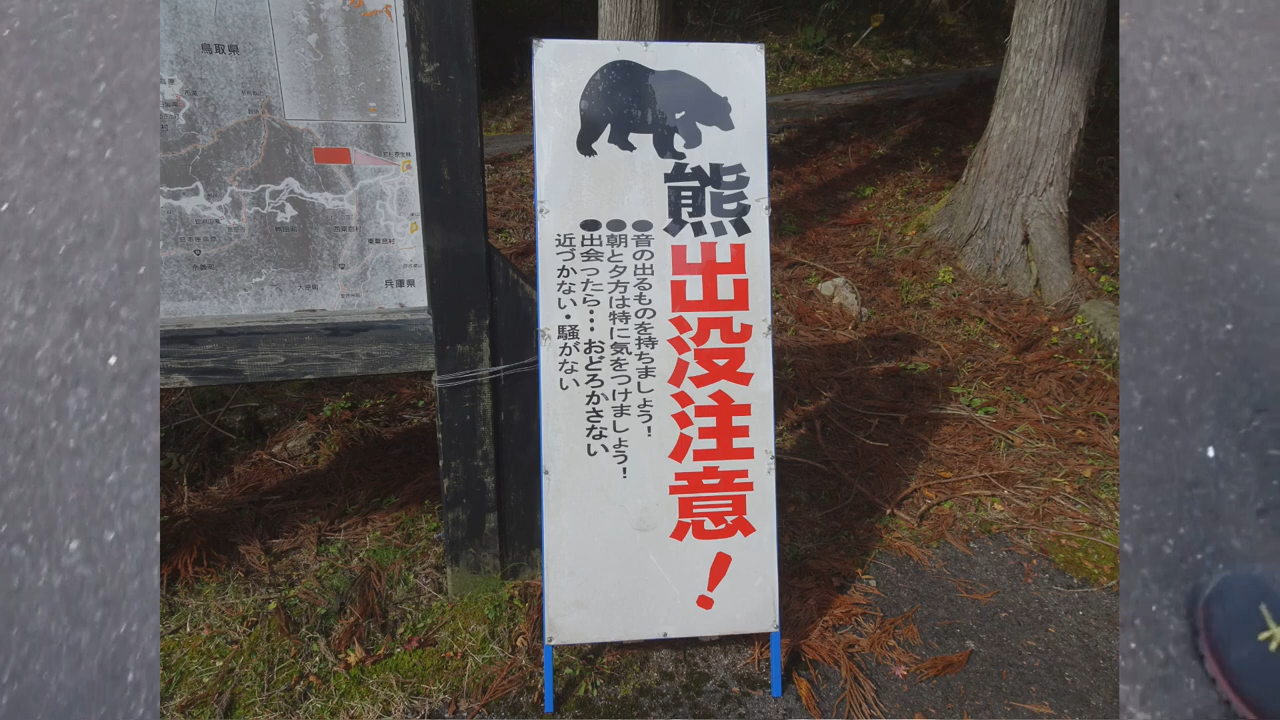 熊出没注意!
●音の出るものを持ちましょう!
●朝と夕方は特に気をつけましょう!
●出会ったら・・・おどろかさない
近づかない・騒がない
鳥取県
兵庫県